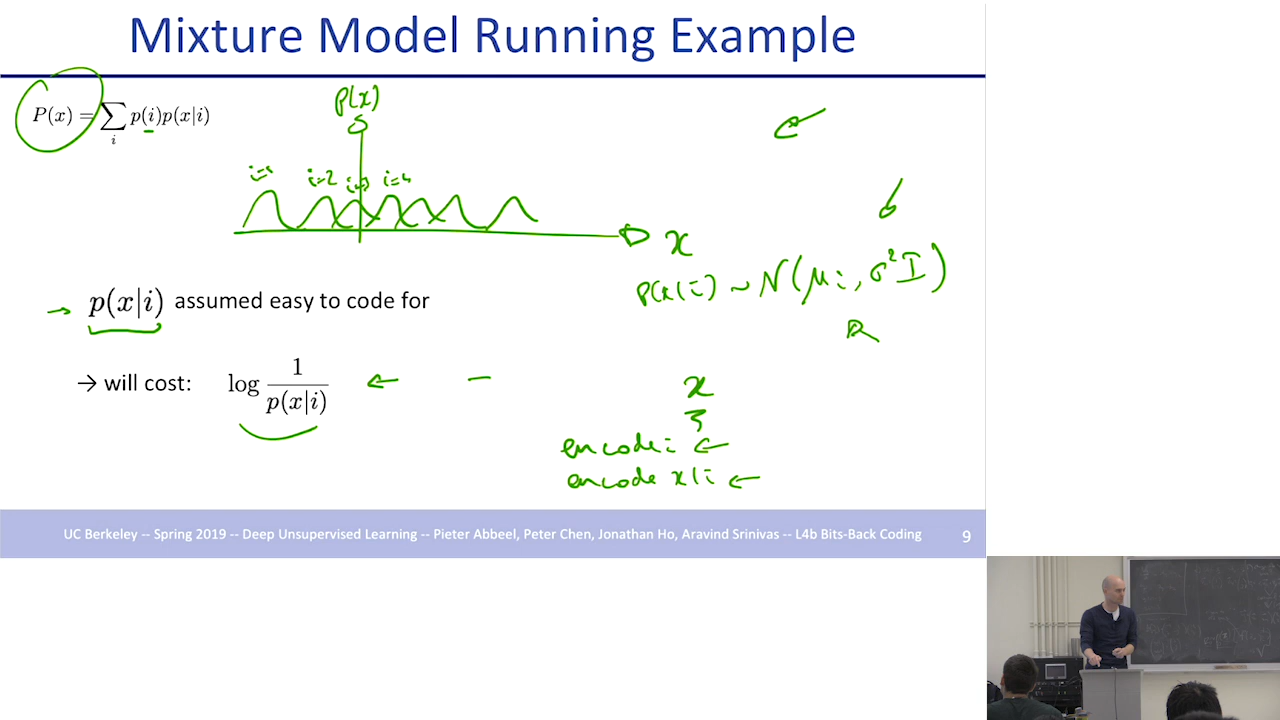 Mixture Model Running Example
P(x) = ∑_i p(i)p(x|i)
p(x)
i=1 i=2 i=3 i=4
x
p(x|i) ~ N(μi, σ²I)
→ p(x|i) assumed easy to code for
→ will cost: log 1/p(x|i) ←
x
encode i ←
encode x|i ←
UC Berkeley -- Spring 2019 -- Deep Unsupervised Learning -- Pieter Abbeel, Peter Chen, Jonathan Ho, Aravind Srinivas -- L4b Bits-Back Coding 9